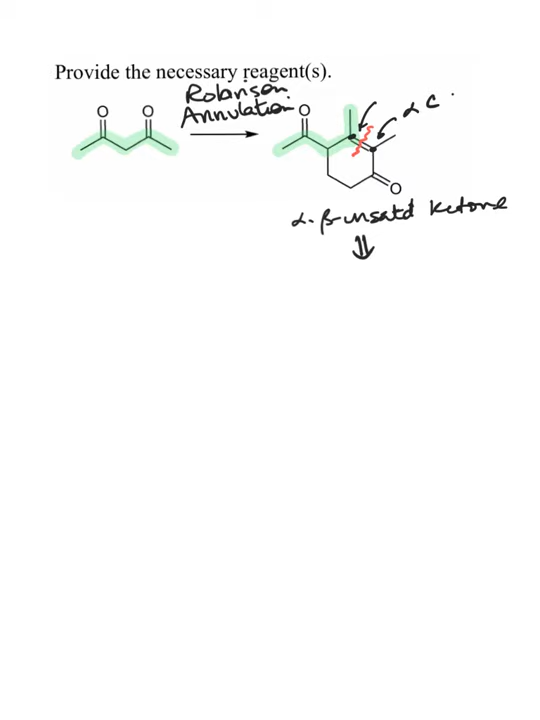 Provide the necessary reagent(s).
Robinson
Annulation
O O O
α C.
O
α-β-unsatd ketone